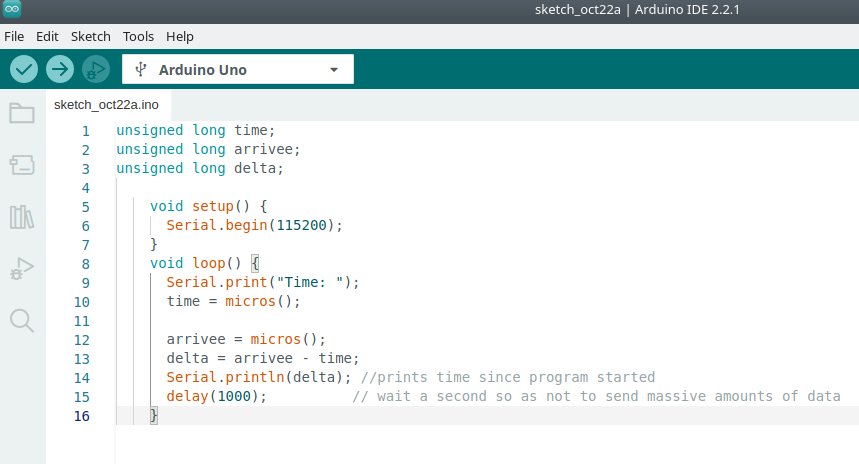 sketch_oct22a | Arduino IDE 2.2.1
File Edit Sketch Tools Help
Arduino Uno
sketch_oct22a.ino
1 unsigned long time;
2 unsigned long arrivee;
3 unsigned long delta;
4
5 void setup() {
6 Serial.begin(115200);
7 }
8 void loop() {
9 Serial.print("Time: ");
10 time = micros();
11
12 arrivee = micros();
13 delta = arrivee - time;
14 Serial.println(delta); //prints time since program started
15 delay(1000); // wait a second so as not to send massive amounts of data
16 }